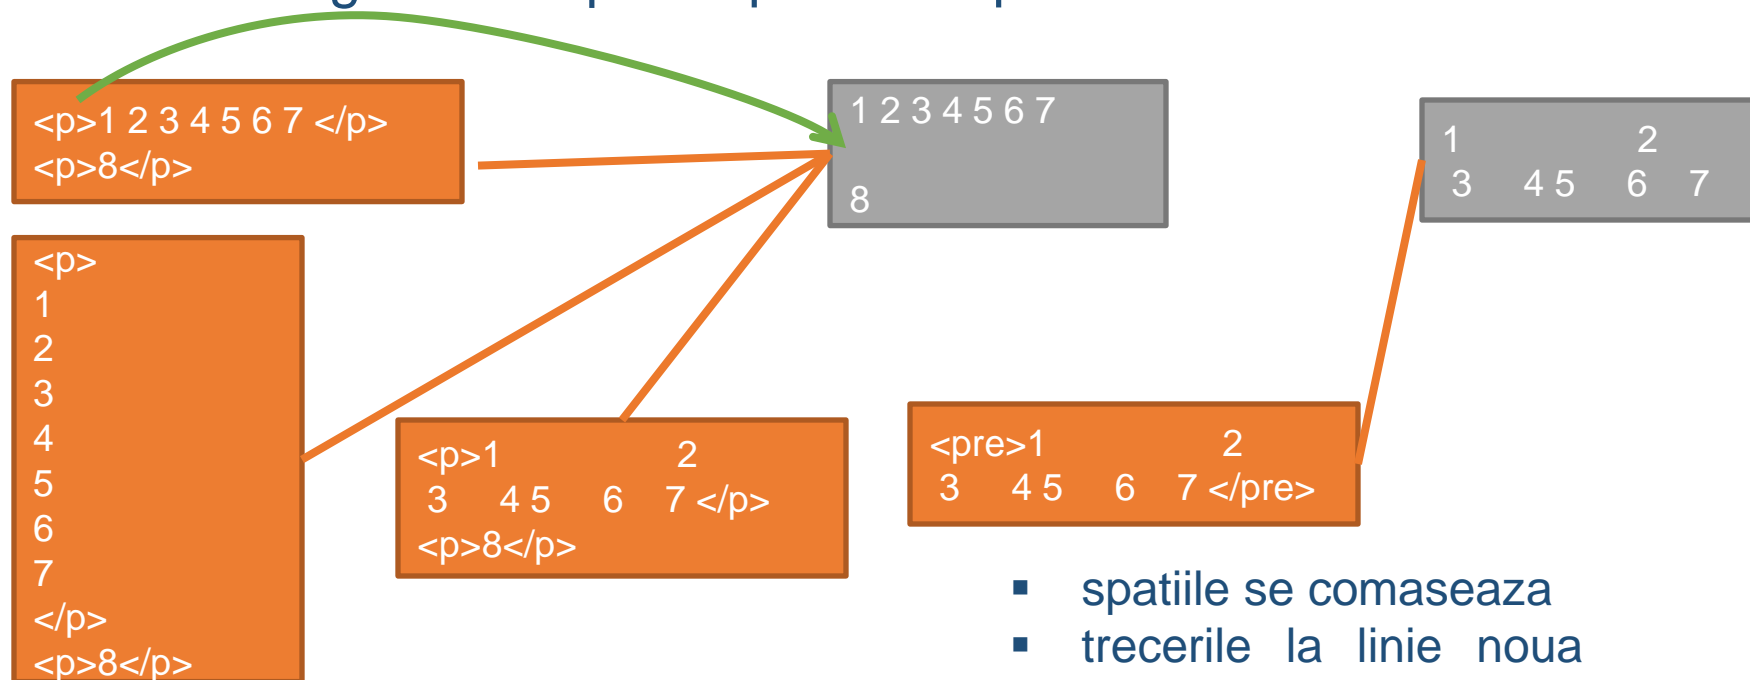 <p>1 2 3 4 5 6 7 </p>
<p>8</p>
1 2 3 4 5 6 7
8
1 2
3 4 5 6 7
<p>
1
2
3
4
5
6
7
</p>
<p>8</p>
<p>1 2
3 4 5 6 7 </p>
<p>8</p>
<pre>1 2
3 4 5 6 7 </pre>
▪ spatiile se comaseaza
▪ trecerile la linie noua